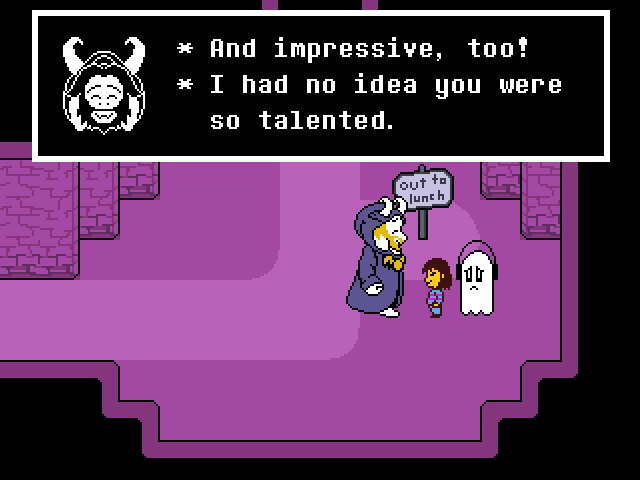 * And impressive, too!
* I had no idea you were
so talented.
out to
lunch